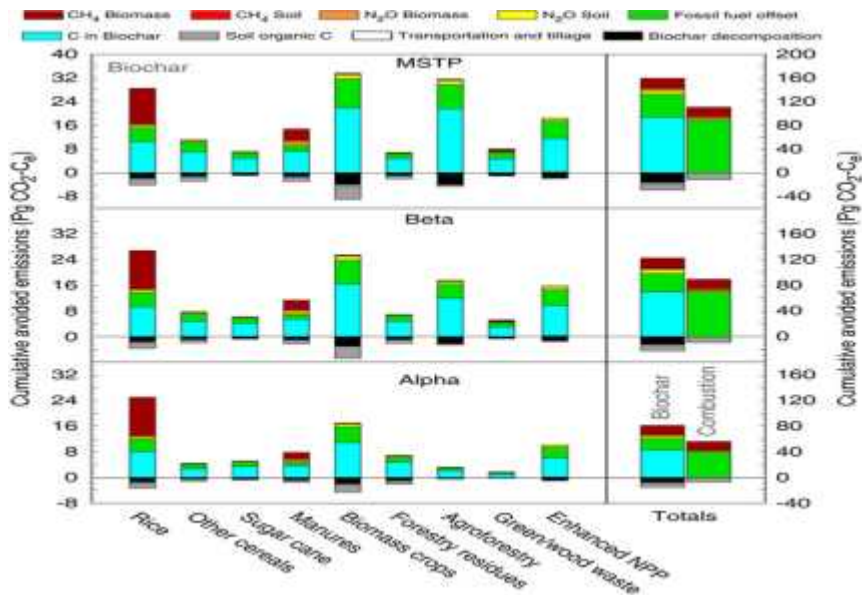 CH₄ Biomass CH₄ Soil N₂O Biomass N₂O Soil Fossil fuel offset
C in Biochar Soil organic C Transportation and tillage Biochar decomposition
Cumulative avoided emissions (Pg CO₂-Cₑ)
40
32
24
16
8
0
-8
Biochar
MSTP
200
160
120
80
40
0
-40
32
24
16
8
0
Beta
160
120
80
40
0
32
24
16
8
0
-8
Alpha
Biochar
Combustion
160
120
80
40
0
-40
Cumulative avoided emissions (Pg CO₂-Cₑ)
Rice
Other cereals
Sugar cane
Manures
Biomass crops
Forestry residues
Agroforestry
Green/wood waste
Enhanced NPP
Totals